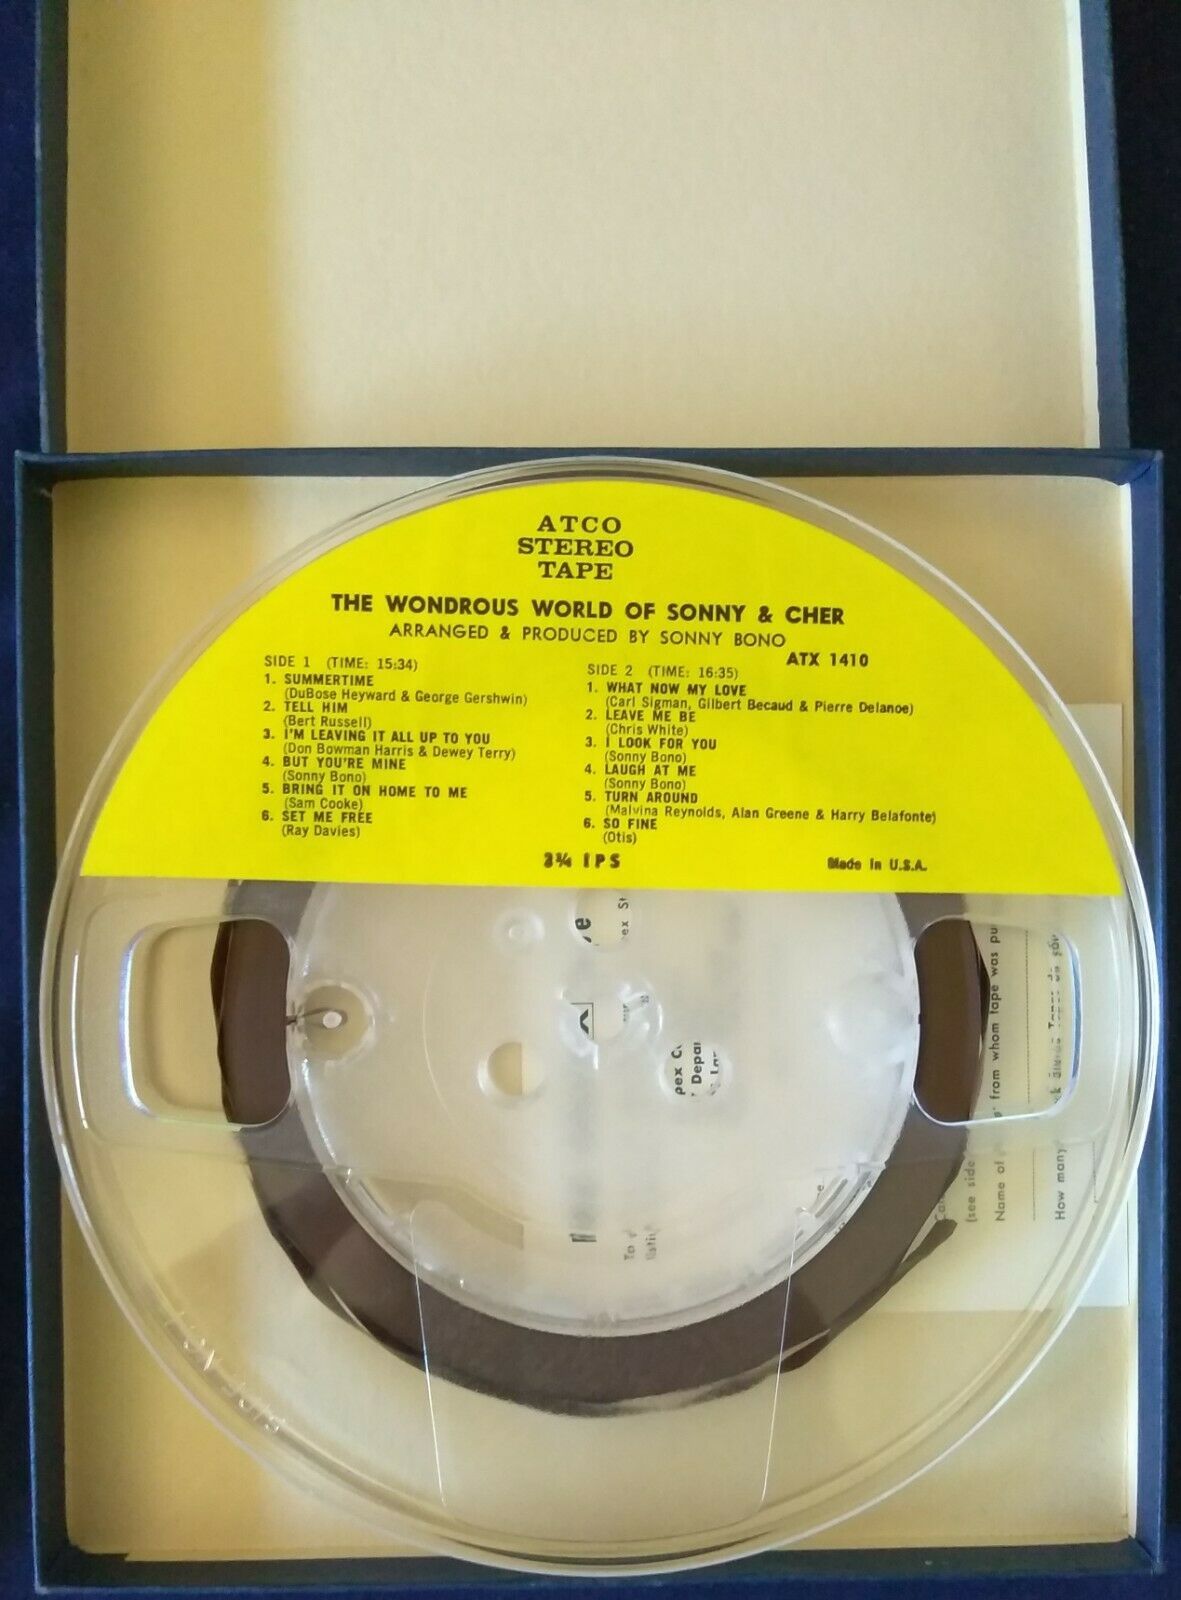 ATCO
STEREO
TAPE
THE WONDROUS WORLD OF SONNY & CHER
ARRANGED & PRODUCED BY SONNY BONO
ATX 1410
SIDE 1 (TIME: 15:34)
1. SUMMERTIME
(DuBose Heyward & George Gershwin)
2. TELL HIM
(Bert Russell)
3. I'M LEAVING IT ALL UP TO YOU
(Don Bowman Harris & Dewey Terry)
4. BUT YOU'RE MINE
(Sonny Bono)
5. BRING IT ON HOME TO ME
(Sam Cooke)
6. SET ME FREE
(Ray Davies)
SIDE 2 (TIME: 16:35)
1. WHAT NOW MY LOVE
(Carl Sigman, Gilbert Becaud & Pierre Delanoe)
2. LEAVE ME BE
(Chris White)
3. I LOOK FOR YOU
(Sonny Bono)
4. LAUGH AT ME
(Sonny Bono)
5. TURN AROUND
(Malvina Reynolds, Alan Greene & Harry Belafonte)
6. SO FINE
(Otis)
3¾ IPS
Made in U.S.A.
(see side
Name of from whom tape was
How many